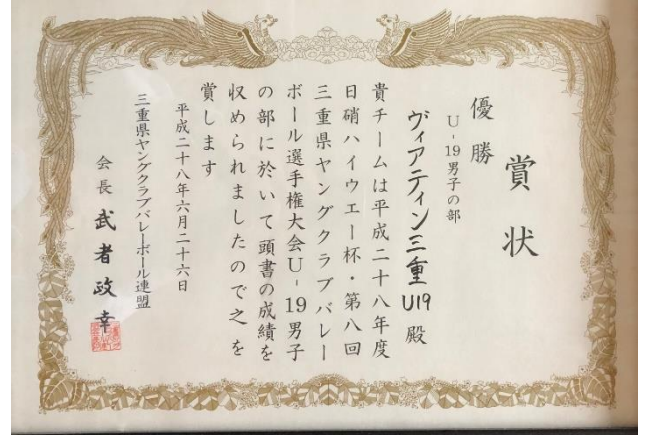 賞状
優勝
U-19男子の部
ヴィアティン三重U19 殿
貴チームは平成二十八年度
日硝ハイウエー杯・第八回
三重県ヤングクラブバレー
ボール選手権大会U-19男子
の部に於いて頭書の成績を
収められましたので之を
賞します
平成二十八年六月二十六日
三重県ヤングクラブバレーボール連盟
会長 武者政幸